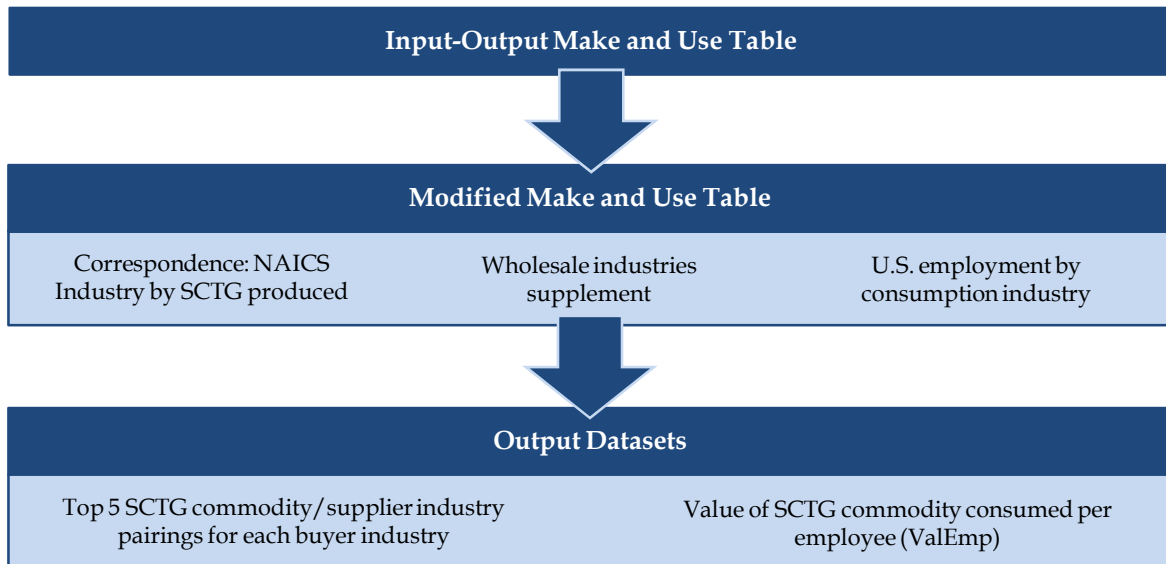 Input-Output Make and Use Table
Modified Make and Use Table
Correspondence: NAICS
Industry by SCTG produced
Wholesale industries
supplement
U.S. employment by
consumption industry
Output Datasets
Top 5 SCTG commodity/supplier industry
pairings for each buyer industry
Value of SCTG commodity consumed per
employee (ValEmp)